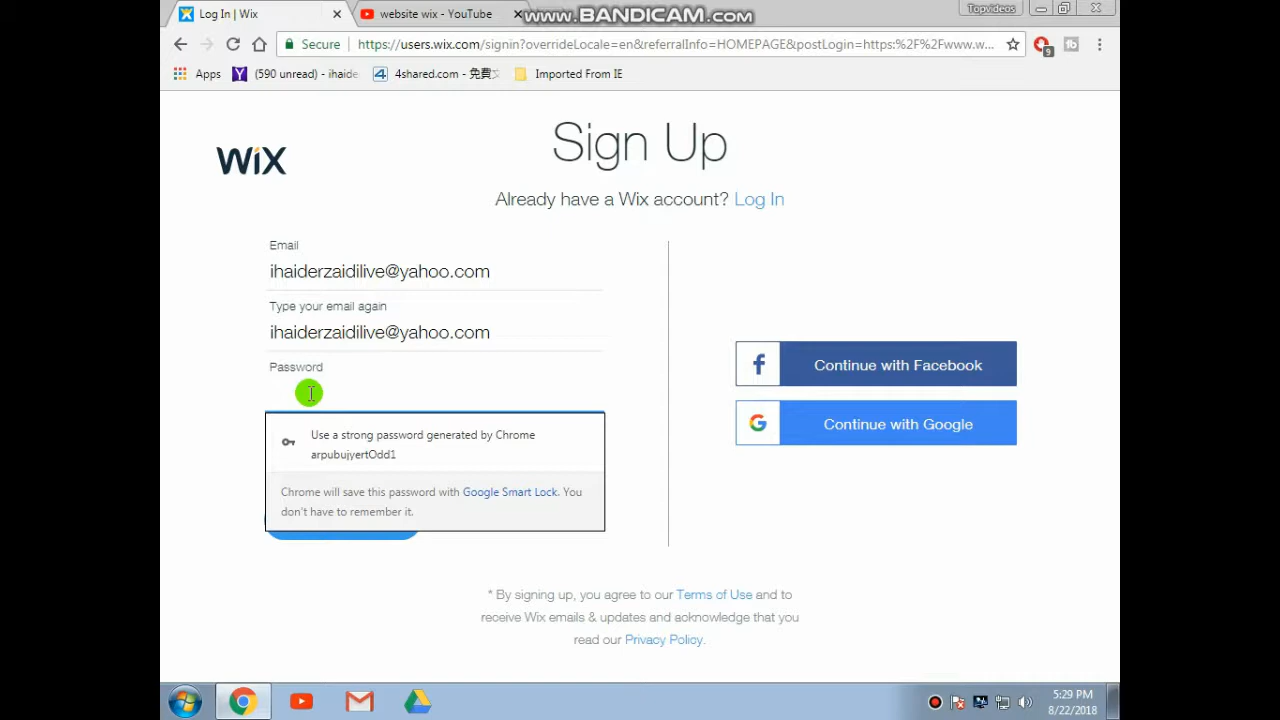 Log In | Wix
website wix - YouTube
www.BANDICAM.com
Topvideos
Secure
https://users.wix.com/signin?overrideLocale=en&referralInfo=HOMEPAGE&postLogin=https:%2F%2Fwww.w...
9
Apps
(590 unread) - ihaide
4shared.com - 免費
Imported From IE
WiX
Sign Up
Already have a Wix account? Log In
Email
ihaiderzaidilive@yahoo.com
Type your email again
ihaiderzaidilive@yahoo.com
Password
Use a strong password generated by Chrome
arpubujyertOdd1
Chrome will save this password with Google Smart Lock. You
don't have to remember it.
Continue with Facebook
Continue with Google
* By signing up, you agree to our Terms of Use and to
receive Wix emails & updates and acknowledge that you
read our Privacy Policy.
5:29 PM
8/22/2018